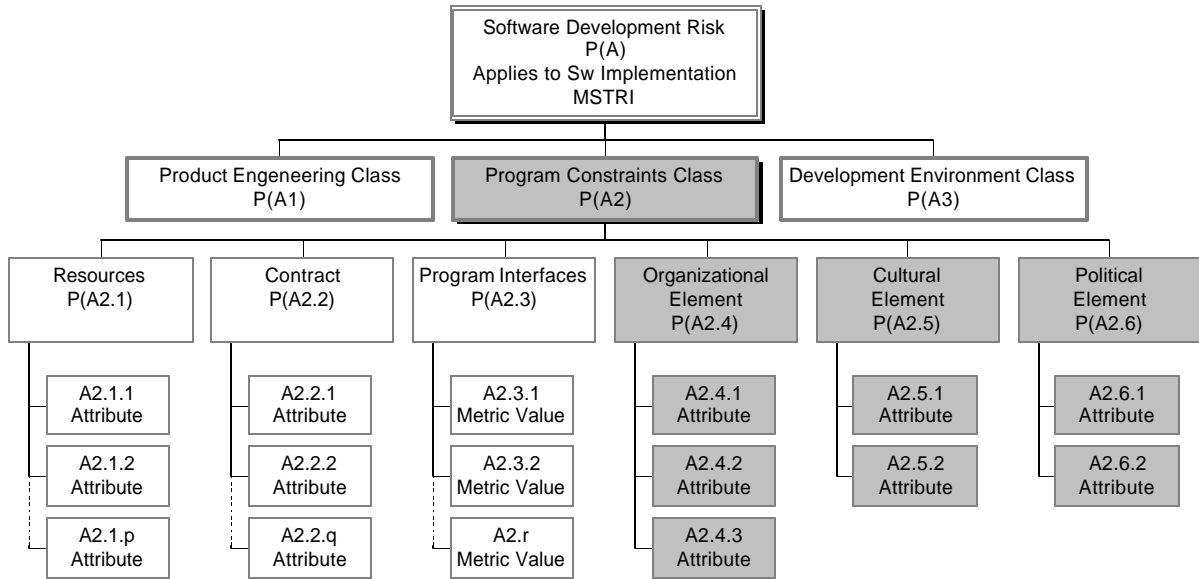 Software Development Risk
P(A)
Applies to Sw Implementation
MSTRI
Product Engeneering Class
P(A1)
Program Constraints Class
P(A2)
Development Environment Class
P(A3)
Resources
P(A2.1)
Contract
P(A2.2)
Program Interfaces
P(A2.3)
Organizational
Element
P(A2.4)
Cultural
Element
P(A2.5)
Political
Element
P(A2.6)
A2.1.1
Attribute
A2.1.2
Attribute
A2.1.p
Attribute
A2.2.1
Attribute
A2.2.2
Attribute
A2.2.q
Attribute
A2.3.1
Metric Value
A2.3.2
Metric Value
A2.r
Metric Value
A2.4.1
Attribute
A2.4.2
Attribute
A2.4.3
Attribute
A2.5.1
Attribute
A2.5.2
Attribute
A2.6.1
Attribute
A2.6.2
Attribute